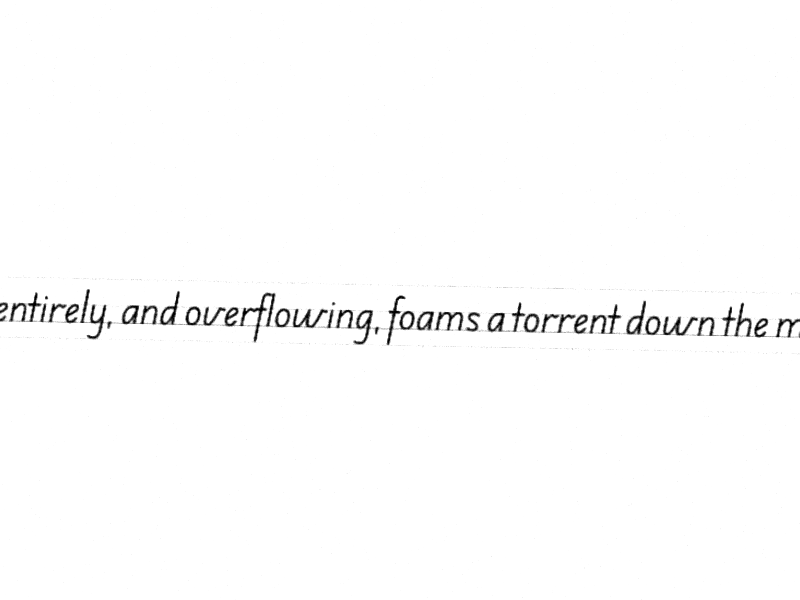 entirely, and overflowing, foams a torrent down the m